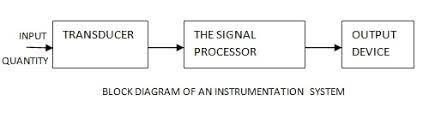 INPUT
QUANTITY
TRANSDUCER
THE SIGNAL
PROCESSOR
OUTPUT
DEVICE
BLOCK DIAGRAM OF AN INSTRUMENTATION SYSTEM